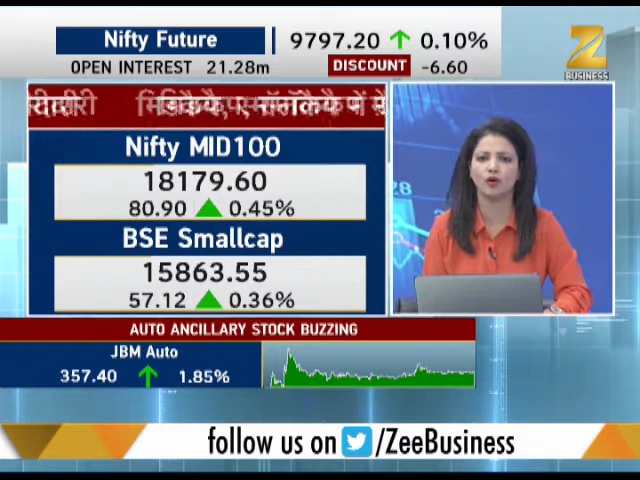 Nifty Future
9797.20 0.10%
OPEN INTEREST 21.28m
DISCOUNT -6.60
Z
BUSINESS
Nifty MID100
18179.60
80.90 0.45%
28
BSE Smallcap
15863.55
57.12 0.36%
AUTO ANCILLARY STOCK BUZZING
JBM Auto
357.40 1.85%
follow us on /ZeeBusiness